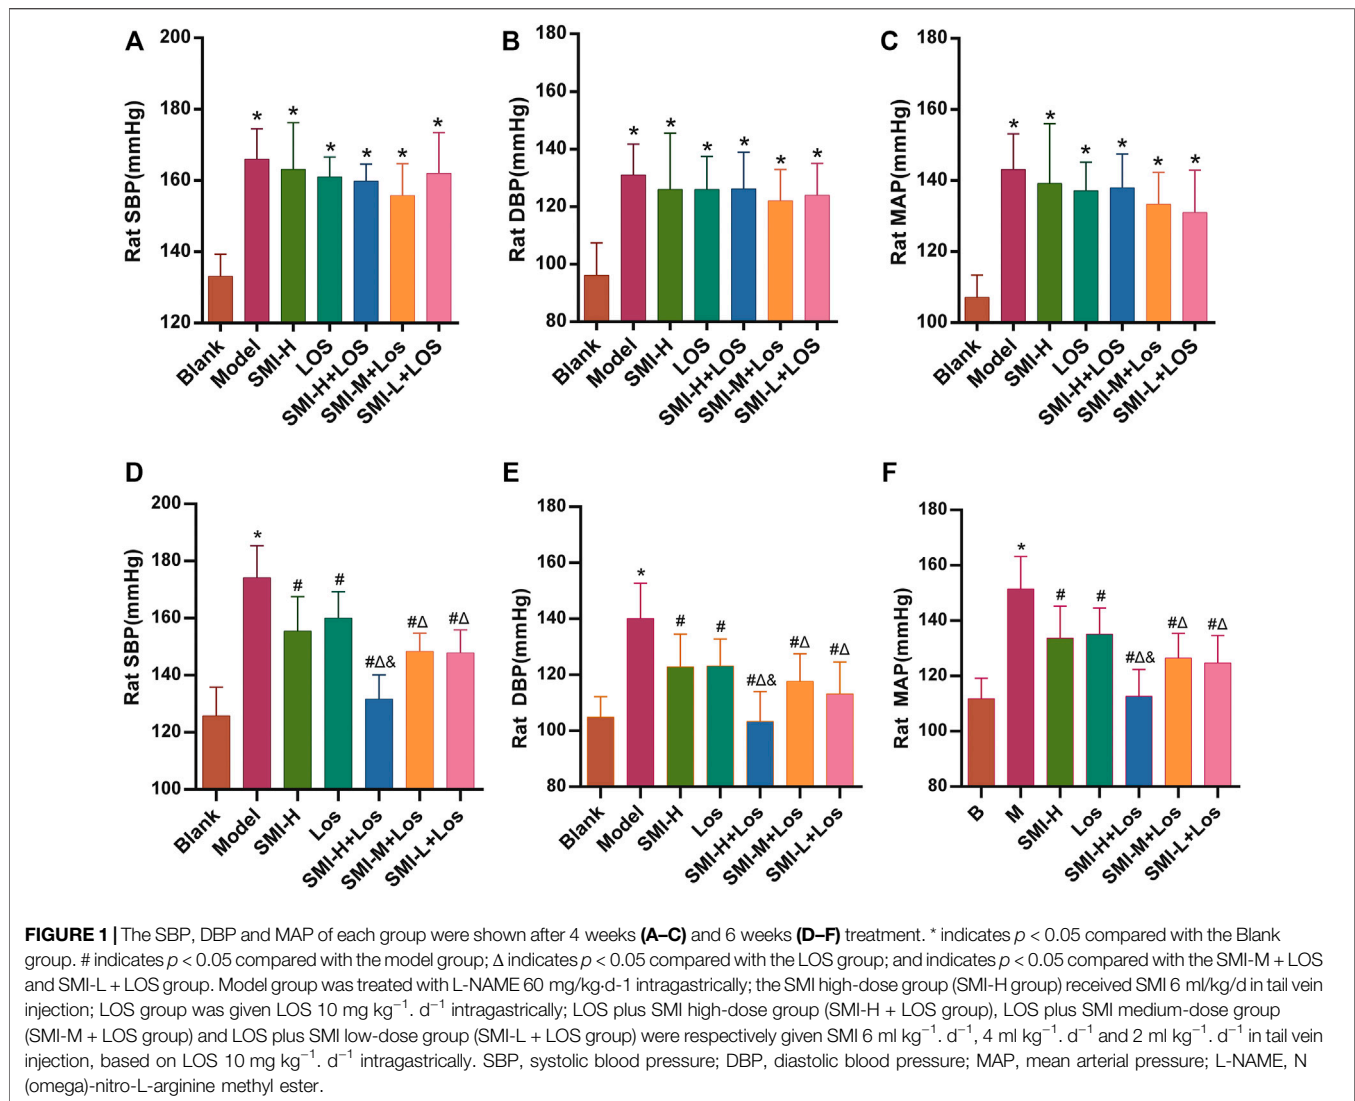 A
Rat SBP(mmHg)
200
180
160
140
120
* * * * * *
Blank
Model
SMI-H
LOS
SMI-H+LOS
SMI-M+Los
SMI-L+LOS
B
Rat DBP(mmHg)
180
160
140
120
100
80
* * * * * *
Blank
Model
SMI-H
LOS
SMI-H+LOS
SMI-M+Los
SMI-L+LOS
C
Rat MAP(mmHg)
180
160
140
120
100
* * * * * *
Blank
Model
SMI-H
LOS
SMI-H+LOS
SMI-M+Los
SMI-L+LOS
D
Rat SBP(mmHg)
200
180
160
140
120
100
* # # #Δ& #Δ #Δ
Blank
Model
SMI-H
Los
SMI-H+Los
SMI-M+Los
SMI-L+Los
E
Rat DBP(mmHg)
180
160
140
120
100
80
* # # #Δ& #Δ #Δ
Blank
Model
SMI-H
Los
SMI-H+Los
SMI-M+Los
SMI-L+Los
F
Rat MAP(mmHg)
180
160
140
120
100
80
* # # #Δ& #Δ #Δ
B
M
SMI-H
Los
SMI-H+Los
SMI-M+Los
SMI-L+Los
FIGURE 1 | The SBP, DBP and MAP of each group were shown after 4 weeks (A–C) and 6 weeks (D–F) treatment. * indicates p < 0.05 compared with the Blank
group. # indicates p < 0.05 compared with the model group; Δ indicates p < 0.05 compared with the LOS group; and indicates p < 0.05 compared with the SMI-M + LOS
and SMI-L + LOS group. Model group was treated with L-NAME 60 mg/kg·d-1 intragastrically; the SMI high-dose group (SMI-H group) received SMI 6 ml/kg/d in tail vein
injection; LOS group was given LOS 10 mg kg⁻¹. d⁻¹ intragastrically; LOS plus SMI high-dose group (SMI-H + LOS group), LOS plus SMI medium-dose group
(SMI-M + LOS group) and LOS plus SMI low-dose group (SMI-L + LOS group) were respectively given SMI 6 ml kg⁻¹. d⁻¹, 4 ml kg⁻¹. d⁻¹ and 2 ml kg⁻¹. d⁻¹ in tail vein
injection, based on LOS 10 mg kg⁻¹. d⁻¹ intragastrically. SBP, systolic blood pressure; DBP, diastolic blood pressure; MAP, mean arterial pressure; L-NAME, N
(omega)-nitro-L-arginine methyl ester.